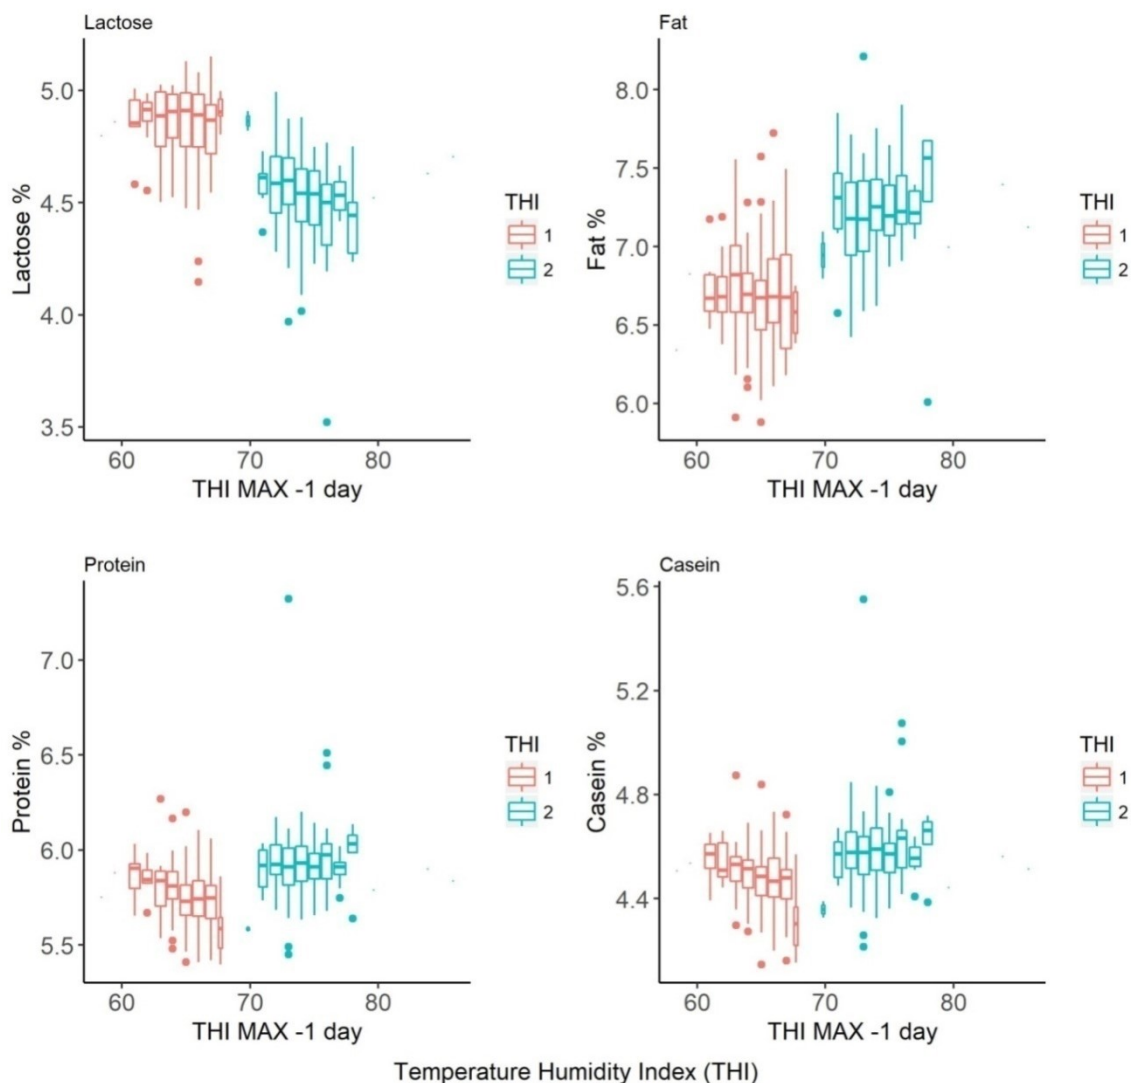 Lactose
Lactose %
5.0
4.5
4.0
3.5
60 70 80
THI MAX -1 day
THI
1
2
Fat
Fat %
8.0
7.5
7.0
6.5
6.0
60 70 80
THI MAX -1 day
THI
1
2
Protein
Protein %
7.0
6.5
6.0
5.5
60 70 80
THI MAX -1 day
THI
1
2
Casein
Casein %
5.6
5.2
4.8
4.4
60 70 80
THI MAX -1 day
THI
1
2
Temperature Humidity Index (THI)